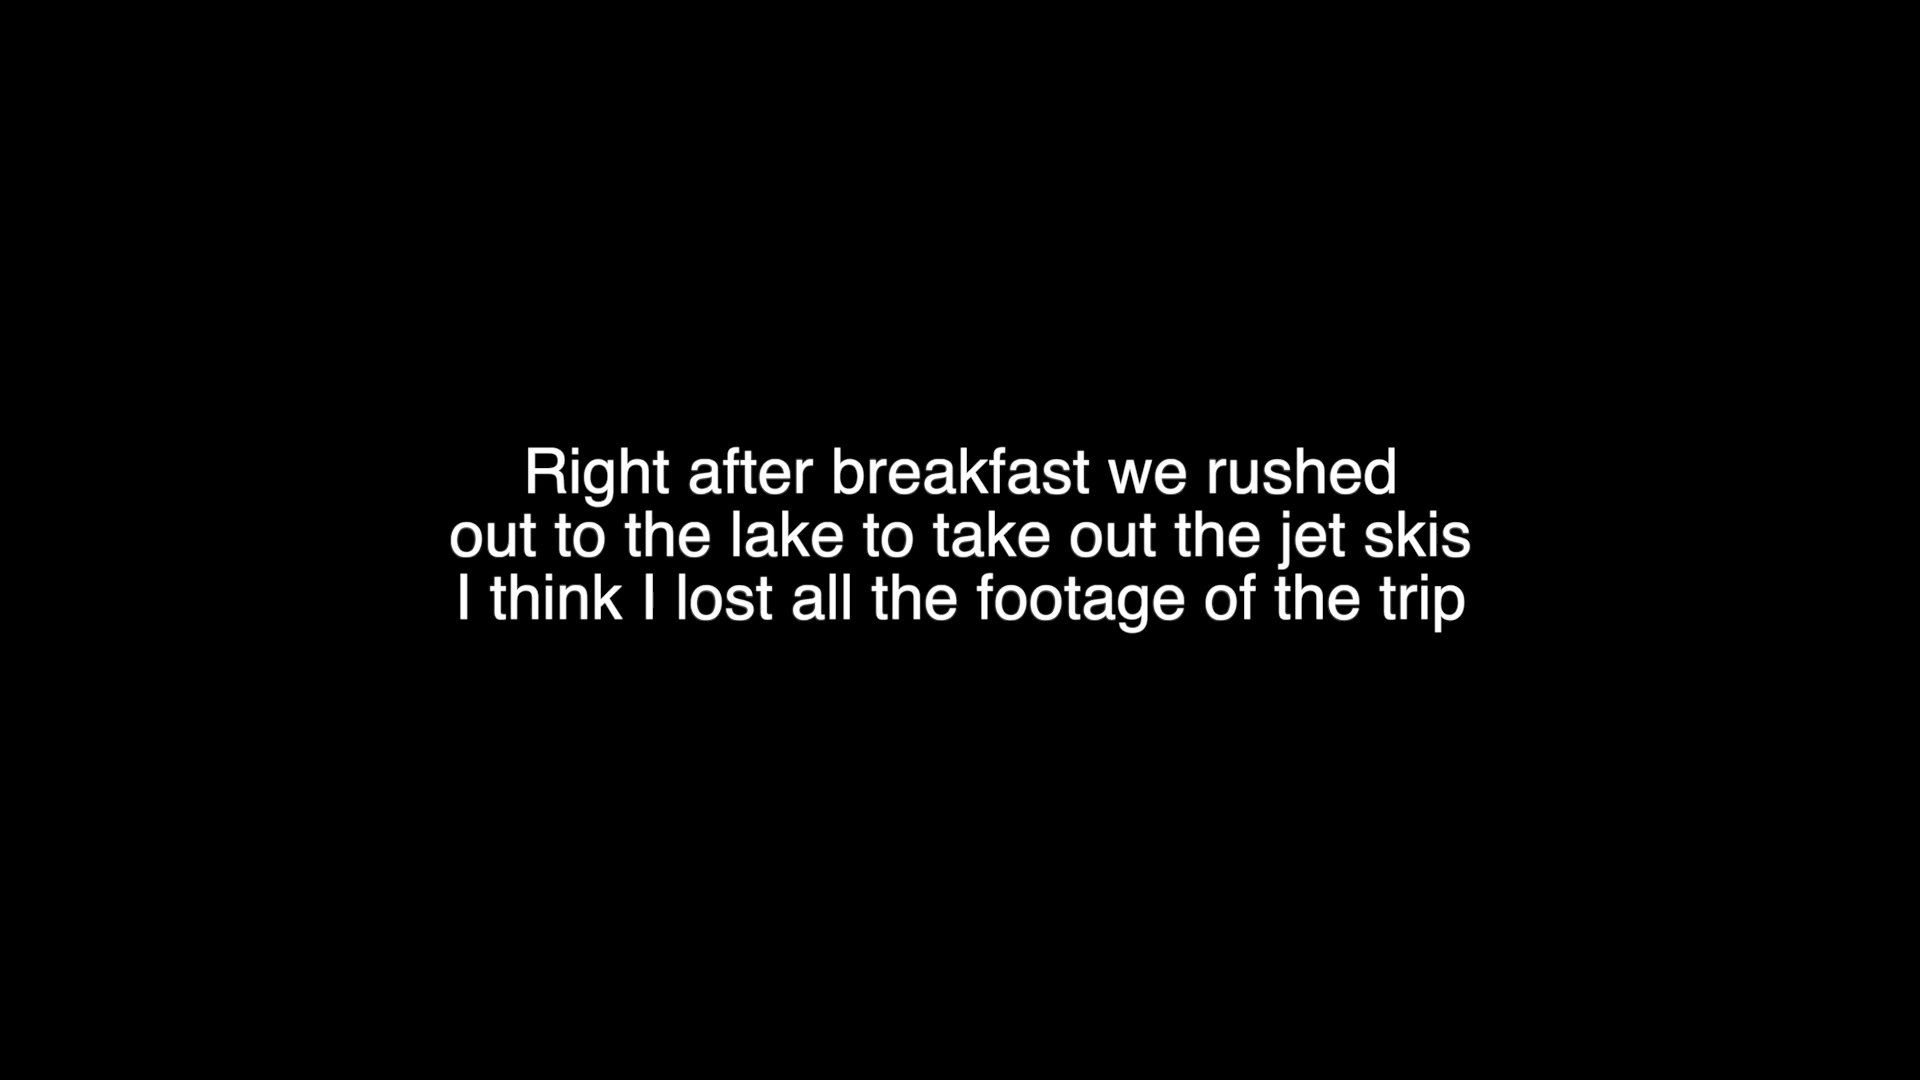 Right after breakfast we rushed
out to the lake to take out the jet skis
I think I lost all the footage of the trip